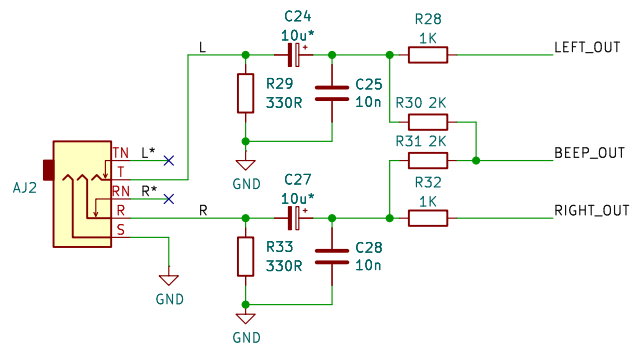 C24
10u*
R28
1K
L
LEFT_OUT
R29
330R
C25
10n
R30 2K
R31 2K
TN
L*
T
BEEP_OUT
GND
AJ2
RN
R*
C27
10u*
R32
1K
R
R
RIGHT_OUT
S
R33
330R
C28
10n
GND
GND